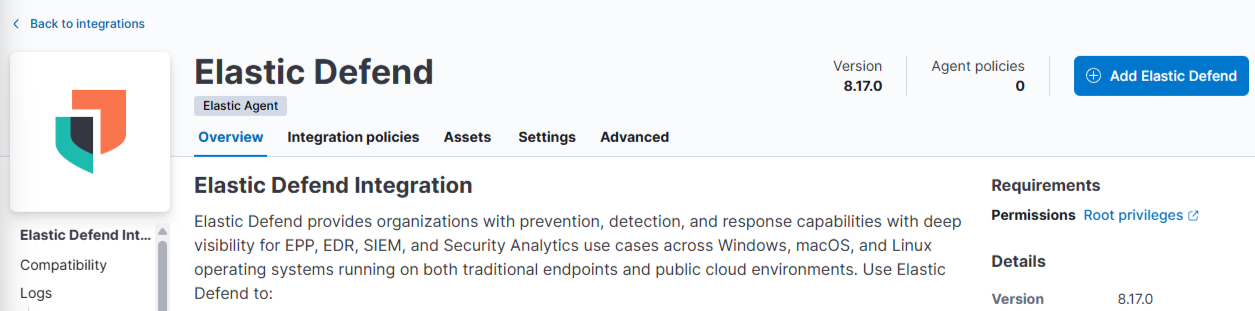 Back to integrations
Elastic Defend
Elastic Agent
Version
8.17.0
Agent policies
0
Add Elastic Defend
Overview
Integration policies
Assets
Settings
Advanced
Elastic Defend Int...
Compatibility
Logs
Elastic Defend Integration
Elastic Defend provides organizations with prevention, detection, and response capabilities with deep
visibility for EPP, EDR, SIEM, and Security Analytics use cases across Windows, macOS, and Linux
operating systems running on both traditional endpoints and public cloud environments. Use Elastic
Defend to:
Requirements
Permissions Root privileges
Details
Version 8.17.0